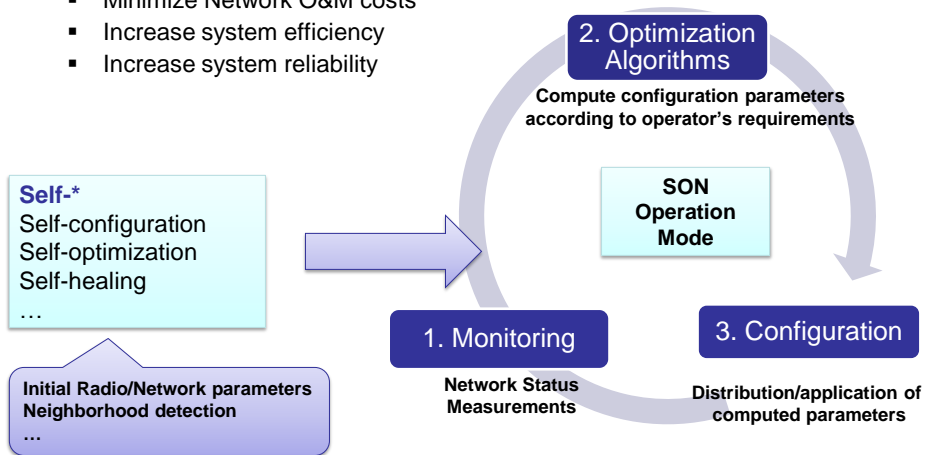 ▪ Minimize Network O&M costs
▪ Increase system efficiency
▪ Increase system reliability
2. Optimization
Algorithms
Compute configuration parameters
according to operator's requirements
Self-*
Self-configuration
Self-optimization
Self-healing
…
SON
Operation
Mode
1. Monitoring
Network Status
Measurements
3. Configuration
Distribution/application of
computed parameters
Initial Radio/Network parameters
Neighborhood detection
…